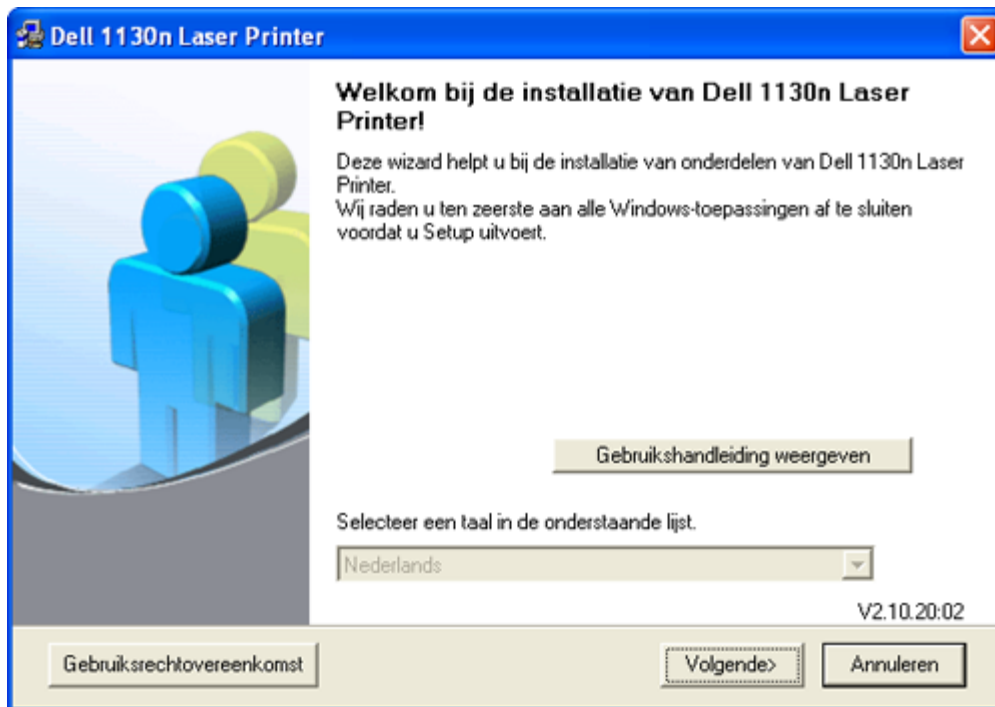 Dell 1130n Laser Printer
Welkom bij de installatie van Dell 1130n Laser
Printer!
Deze wizard helpt u bij de installatie van onderdelen van Dell 1130n Laser
Printer.
Wij raden u ten zeerste aan alle Windows-toepassingen af te sluiten
voordat u Setup uitvoert.
Gebruikshandleiding weergeven
Selecteer een taal in de onderstaande lijst.
Nederlands
V2.10.20:02
Gebruiksrechtovereenkomst
Volgende>
Annuleren